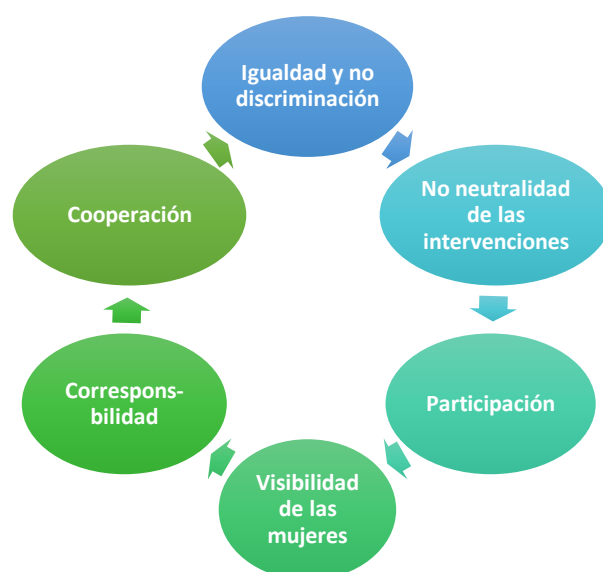 Igualdad y no
discriminación
No neutralidad
de las
intervenciones
Participación
Visibilidad
de las
mujeres
Correspons-
bilidad
Cooperación